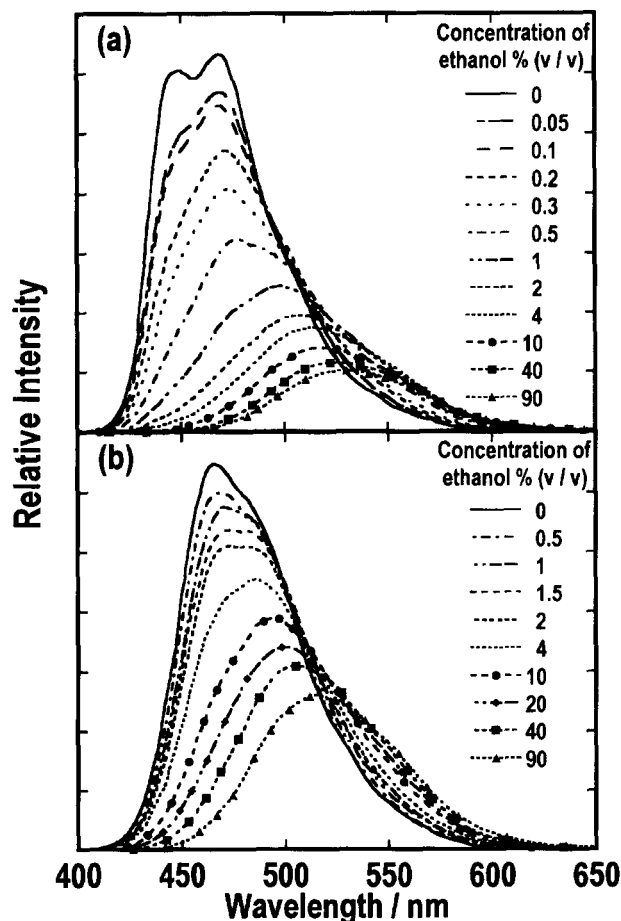 (a)
Concentration of
ethanol % (v / v)
0
0.05
0.1
0.2
0.3
0.5
1
2
4
10
40
90
Relative Intensity
(b)
Concentration of
ethanol % (v / v)
0
0.5
1
1.5
2
4
10
20
40
90
400 450 500 550 600 650
Wavelength / nm